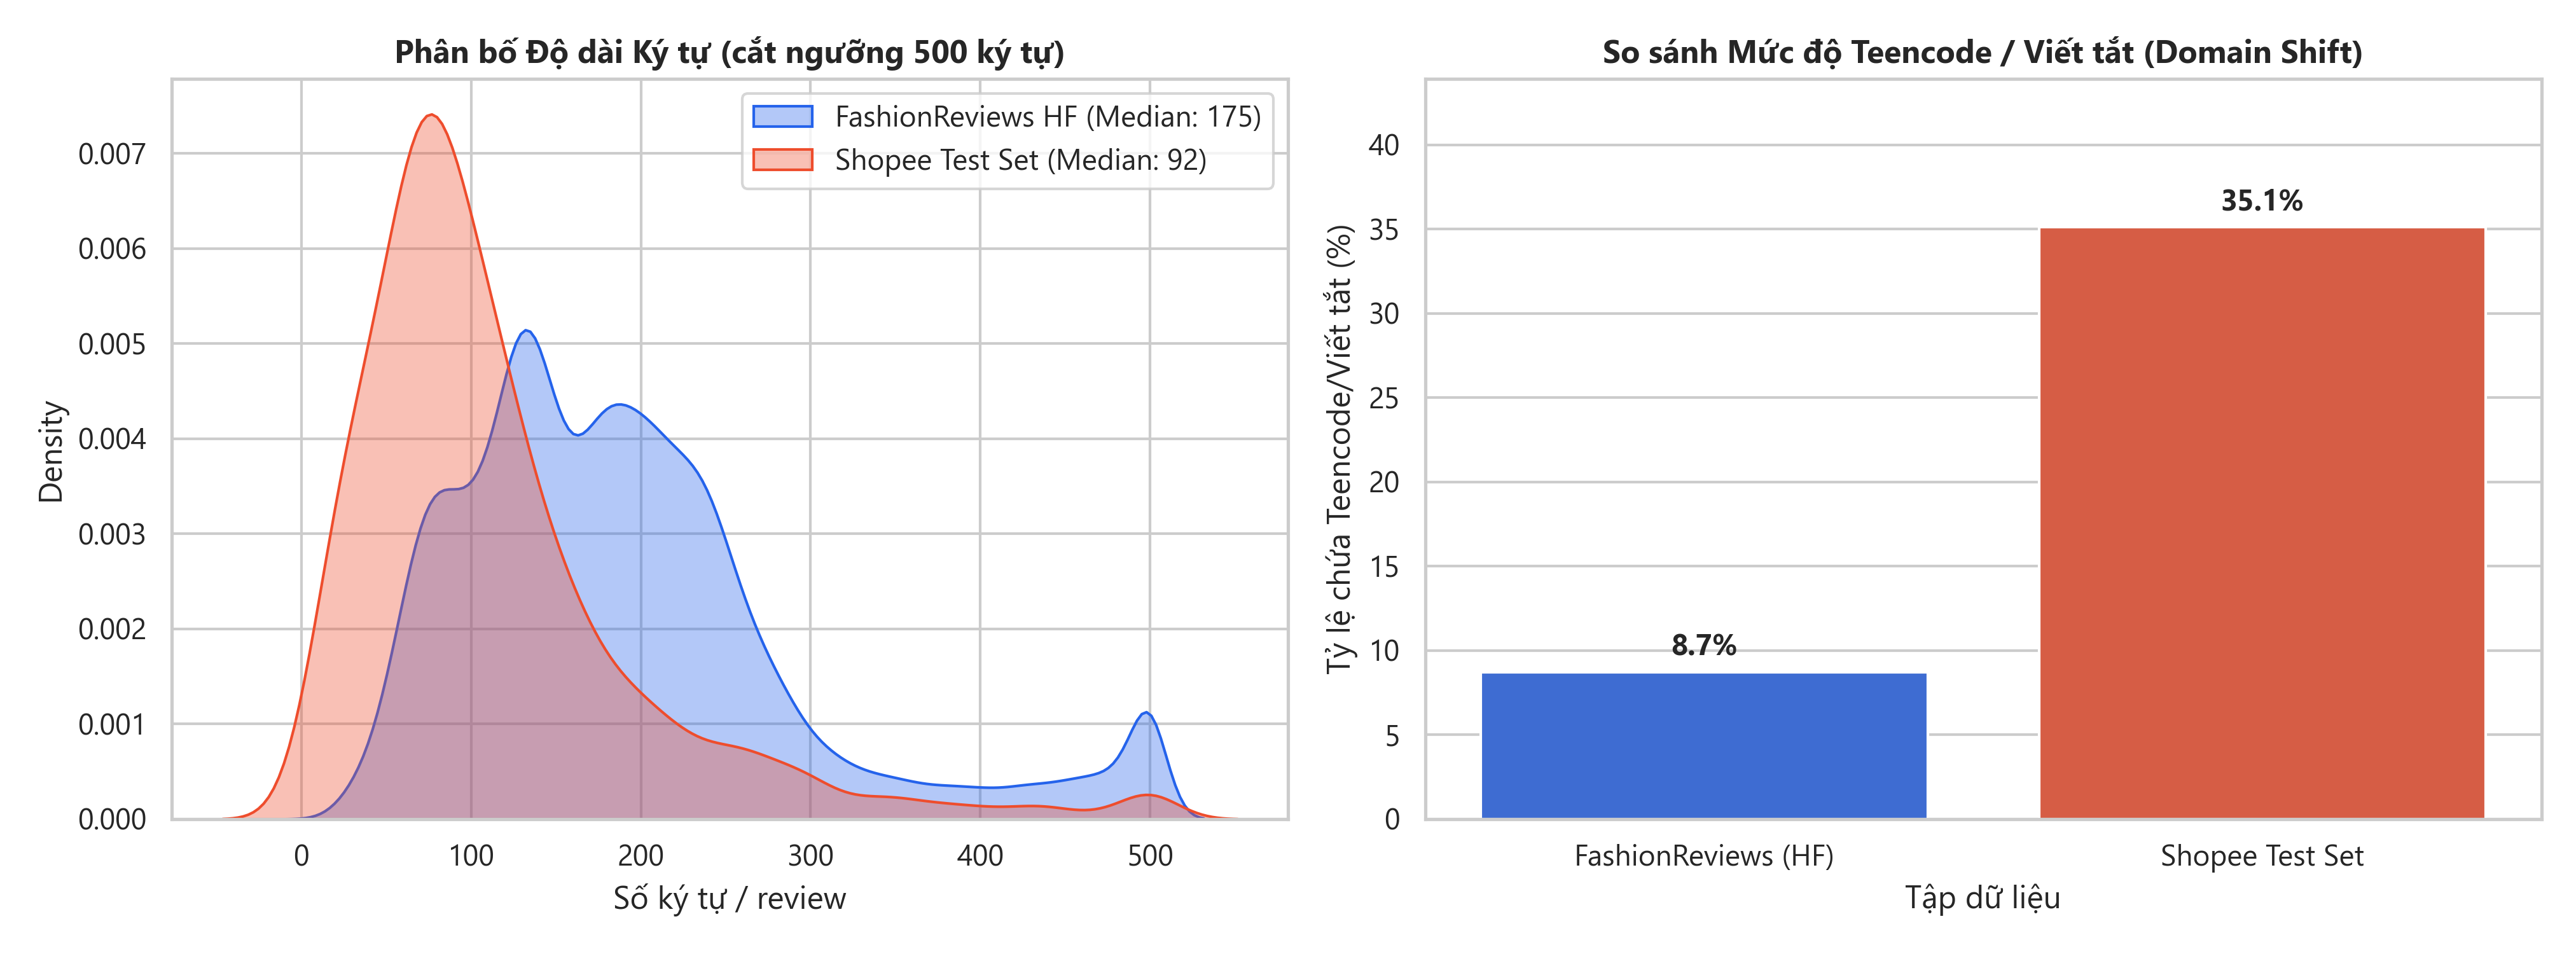 Phân bố Độ dài Ký tự (cắt ngưỡng 500 ký tự)
FashionReviews HF (Median: 175)
Shopee Test Set (Median: 92)
Density
0.007
0.006
0.005
0.004
0.003
0.002
0.001
0.000
0 100 200 300 400 500
Số ký tự / review
So sánh Mức độ Teencode / Viết tắt (Domain Shift)
Tỷ lệ chứa Teencode/Viết tắt (%)
40
35
30
25
20
15
10
5
0
35.1%
8.7%
FashionReviews (HF) Shopee Test Set
Tập dữ liệu